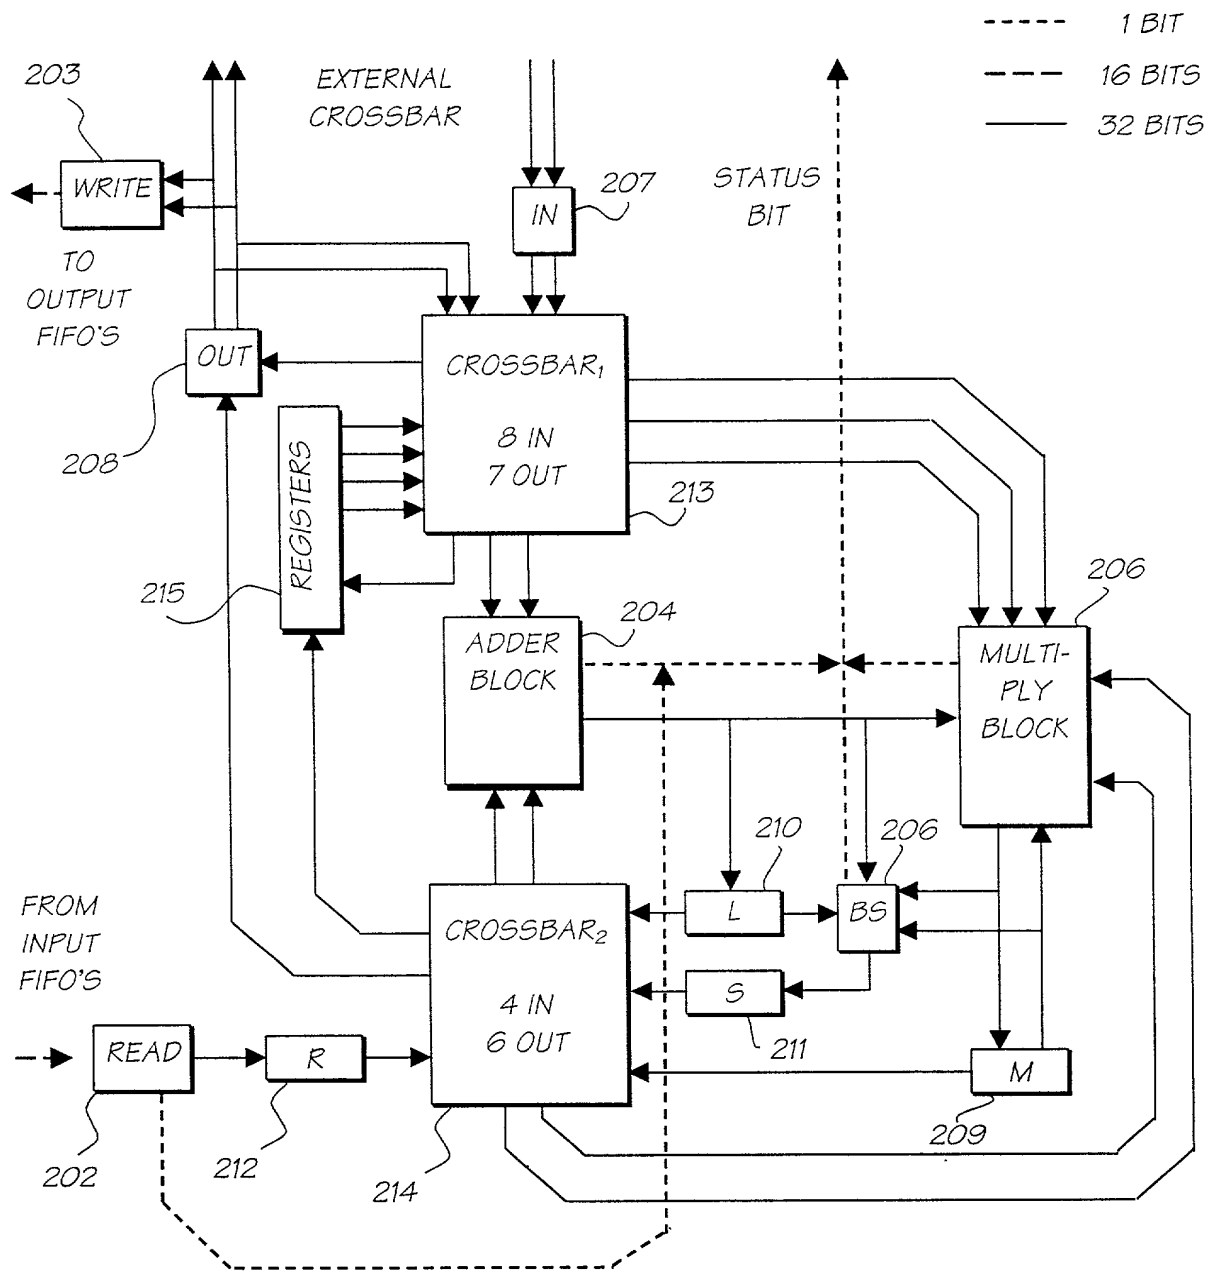 1 BIT
16 BITS
32 BITS
203
EXTERNAL
CROSSBAR
WRITE
207
STATUS
BIT
IN
TO
OUTPUT
FIFO'S
OUT
CROSSBAR1
8 IN
7 OUT
208
REGISTERS
213
215
204
206
ADDER
BLOCK
MULTI-
PLY
BLOCK
210
206
FROM
INPUT
FIFO'S
CROSSBAR2
L
BS
4 IN
6 OUT
S
211
READ
R
M
202
212
214
209